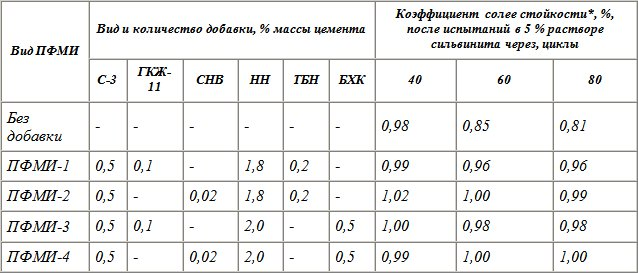 Вид ПФМИ
Вид и количество добавки, % массы цемента
Коэффициент солее стойкости*, %,
после испытаний в 5 % растворе
сильвинита через, циклы
С-3 ГКЖ-11 СНВ НН ТБН БХК 40 60 80
Без добавки - - - - - - 0,98 0,85 0,81
ПФМИ-1 0,5 0,1 1,8 0,2 - 0,99 0,96 0,96
ПФМИ-2 0,5 - 0,02 1,8 0,2 - 1,02 1,00 0,99
ПФМИ-3 0,5 0,1 2,0 - 0,5 1,00 0,98 0,98
ПФМИ-4 0,5 - 0,02 2,0 - 0,5 0,99 1,00 1,00